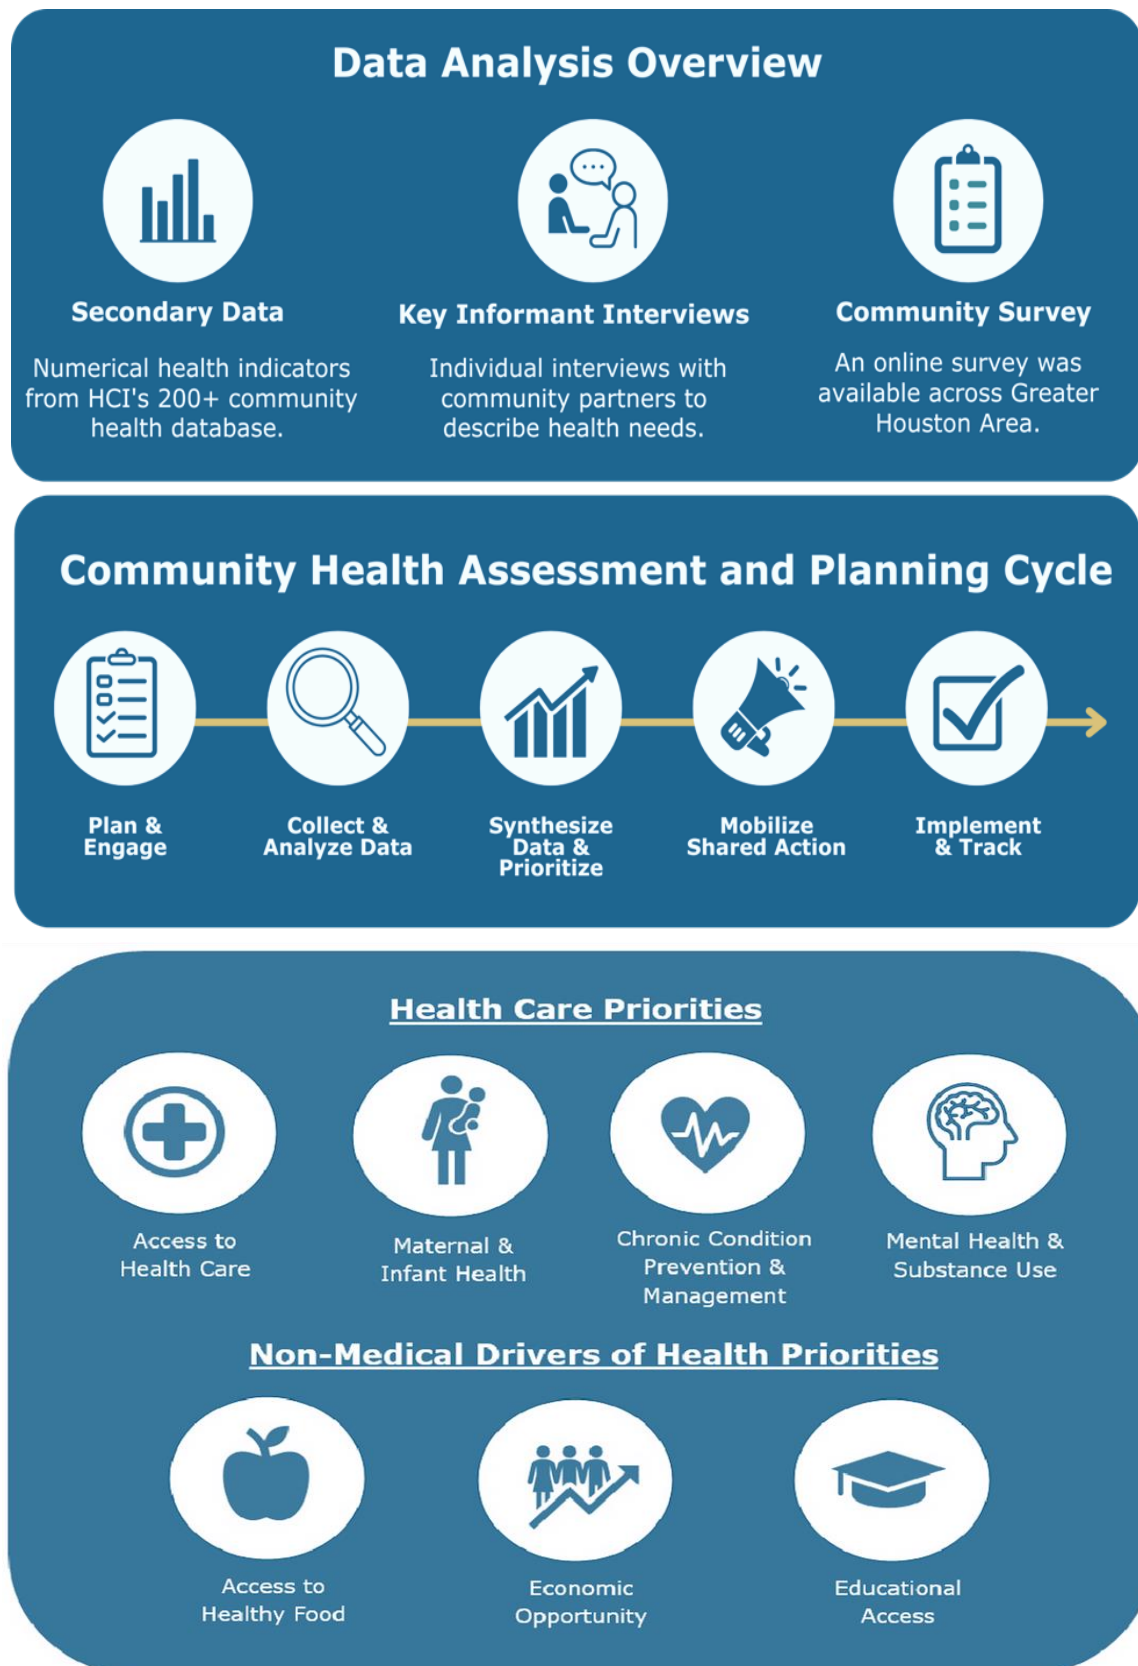 Data Analysis Overview
Secondary Data
Numerical health indicators
from HCI's 200+ community
health database.
Key Informant Interviews
Individual interviews with
community partners to
describe health needs.
Community Survey
An online survey was
available across Greater
Houston Area.
Community Health Assessment and Planning Cycle
Plan &
Engage
Collect &
Analyze Data
Synthesize
Data &
Prioritize
Mobilize
Shared Action
Implement
& Track
Health Care Priorities
Access to
Health Care
Maternal &
Infant Health
Chronic Condition
Prevention &
Management
Mental Health &
Substance Use
Non-Medical Drivers of Health Priorities
Access to
Healthy Food
Economic
Opportunity
Educational
Access